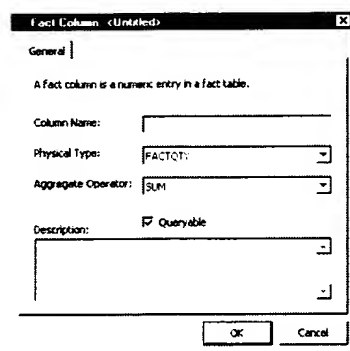 Fact Column <Untitled>
General
A fact column is a numeric entry in a fact table.
Column Name:
Physical Type: FACTQTY
Aggregate Operator: SUM
Queryable
Description:
OK Cancel